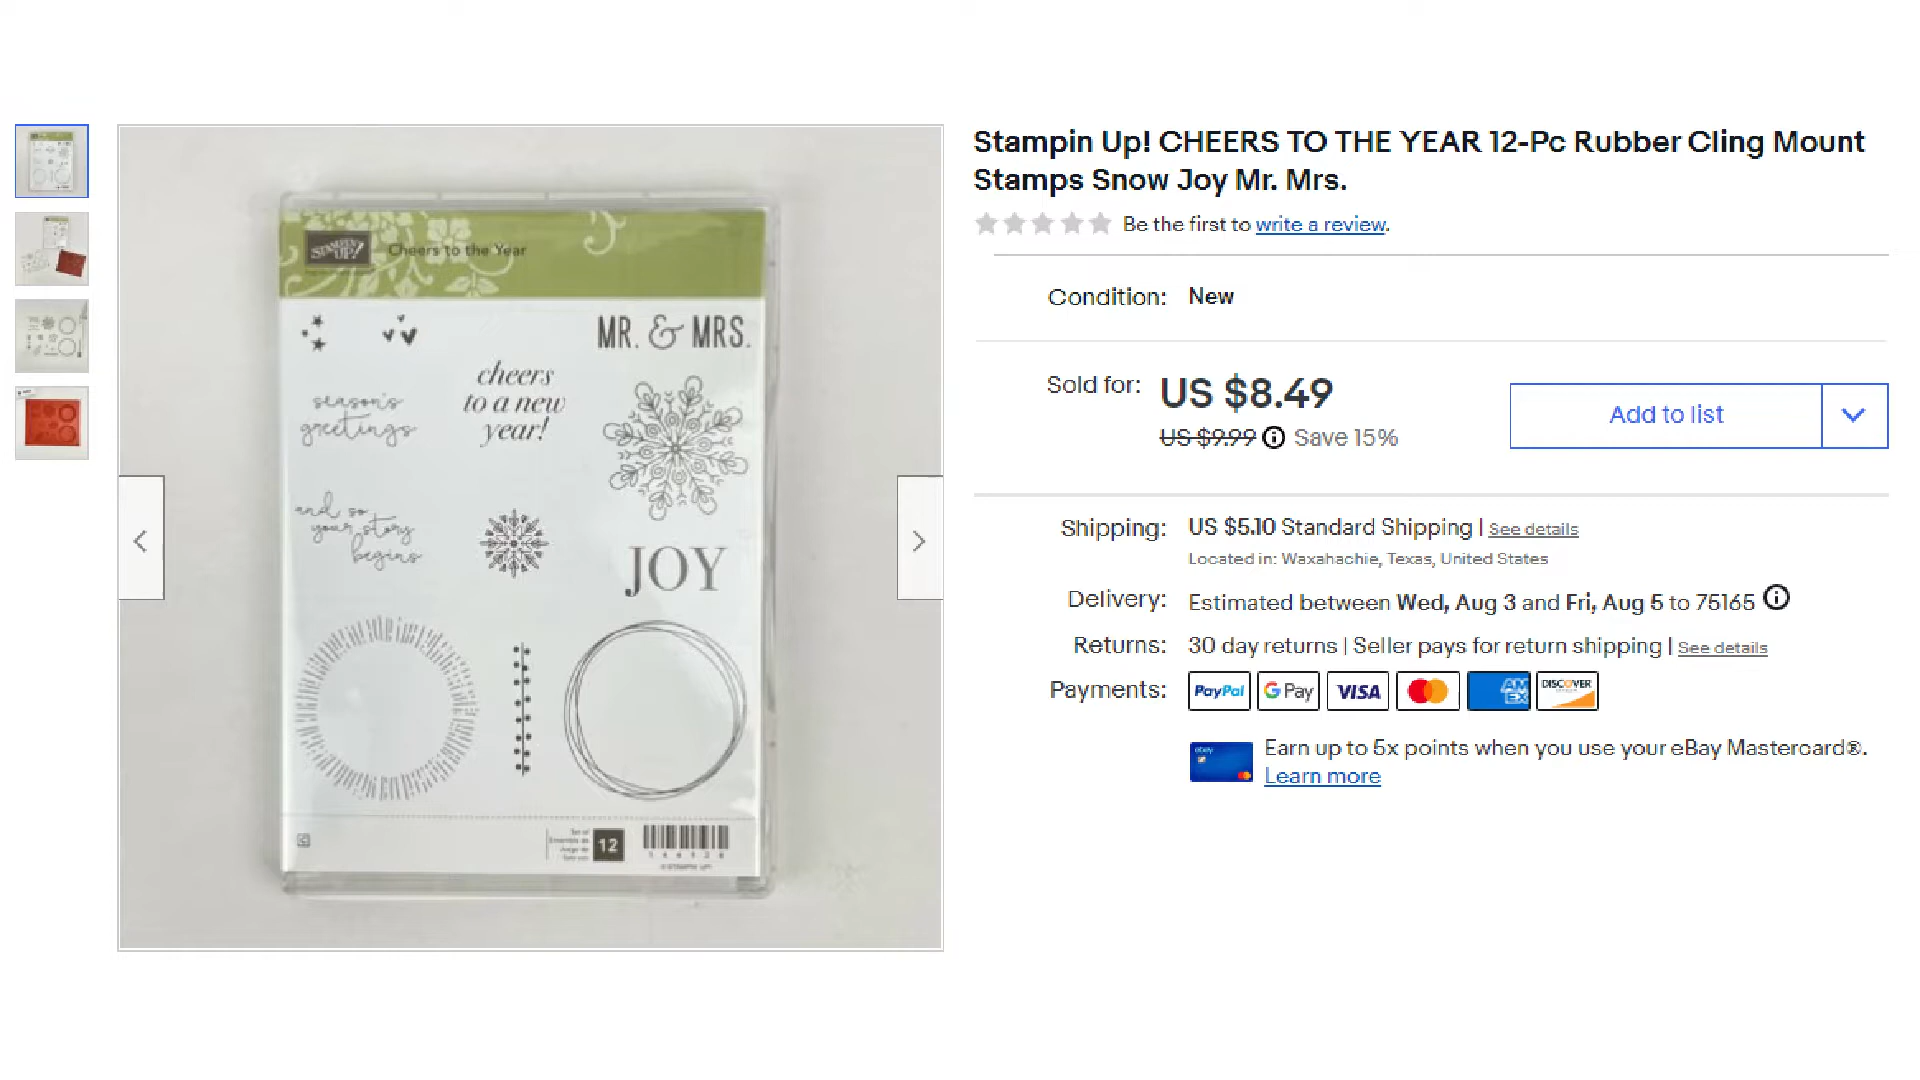 Stampin Up! CHEERS TO THE YEAR 12-Pc Rubber Cling Mount
Stamps Snow Joy Mr. Mrs.
Be the first to write a review.
Condition: New
Sold for: US $8.49
US $9.99 Save 15%
Add to list
Shipping: US $5.10 Standard Shipping | See details
Located in: Waxahachie, Texas, United States
Delivery: Estimated between Wed, Aug 3 and Fri, Aug 5 to 75165
Returns: 30 day returns | Seller pays for return shipping | See details
Payments: PayPal G Pay VISA AM EX DISCOVER
ebay
Earn up to 5x points when you use your eBay Mastercard®.
Learn more
STAMPIN' UP!
Cheers to the Year
MR. & MRS.
cheers
to a new
year!
season's
greetings
and so
your story
begins
JOY
12